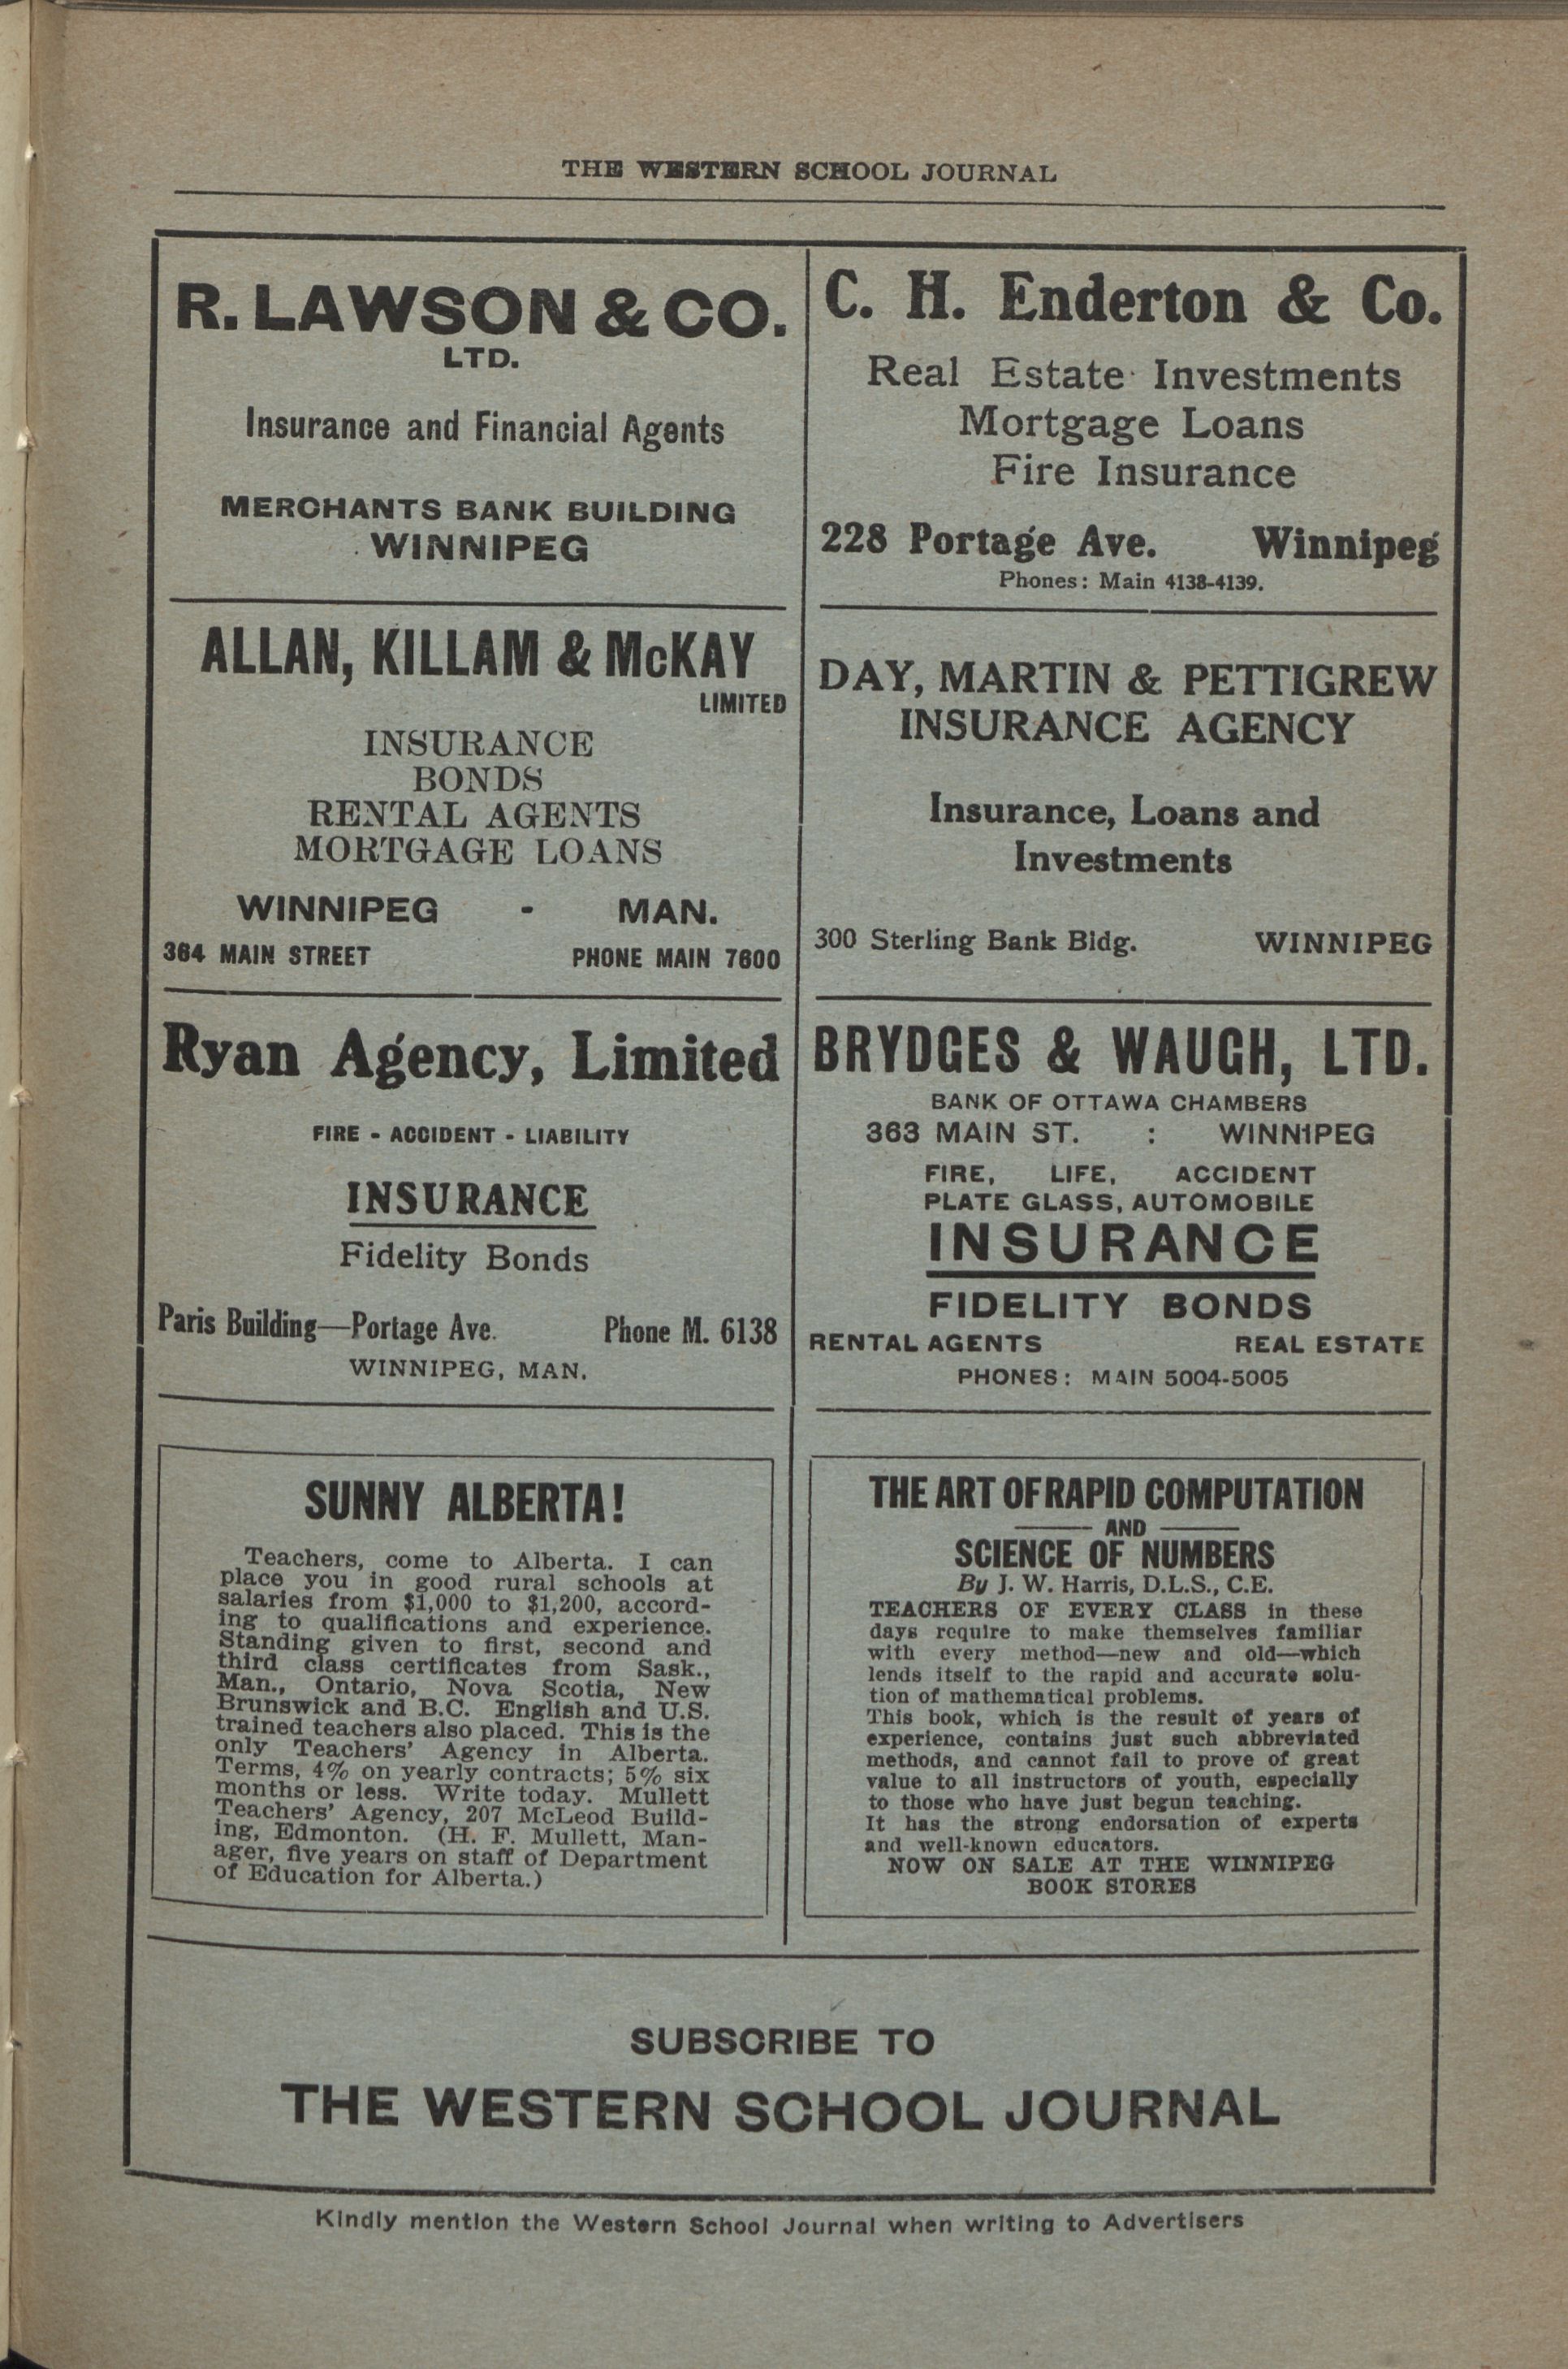 THE WESTERN SCHOOL JOURNAL
R. LAWSON & CO.
LTD.
Insurance and Financial Agents
MERCHANTS BANK BUILDING
WINNIPEG
C. H. Enderton & Co.
Real Estate Investments
Mortgage Loans
Fire Insurance
228 Portage Ave. Winnipeg
Phones: Main 4138-4139.
ALLAN, KILLAM & McKAY
LIMITED
INSURANCE
BONDS
RENTAL AGENTS
MORTGAGE LOANS
WINNIPEG - MAN.
364 MAIN STREET PHONE MAIN 7600
DAY, MARTIN & PETTIGREW
INSURANCE AGENCY
Insurance, Loans and
Investments
300 Sterling Bank Bldg. WINNIPEG
Ryan Agency, Limited
FIRE - ACCIDENT - LIABILITY
INSURANCE
Fidelity Bonds
Paris Building—Portage Ave. Phone M. 6138
WINNIPEG, MAN.
BRYDGES & WAUGH, LTD.
BANK OF OTTAWA CHAMBERS
363 MAIN ST. : WINNIPEG
FIRE, LIFE, ACCIDENT
PLATE GLASS, AUTOMOBILE
INSURANCE
FIDELITY BONDS
RENTAL AGENTS REAL ESTATE
PHONES: MAIN 5004-5005
SUNNY ALBERTA!
Teachers, come to Alberta. I can
place you in good rural schools at
salaries from $1,000 to $1,200, accord-
ing to qualifications and experience.
Standing given to first, second and
third class certificates from Sask.,
Man., Ontario, Nova Scotia, New
Brunswick and B.C. English and U.S.
trained teachers also placed. This is the
only Teachers' Agency in Alberta.
Terms, 4% on yearly contracts; 5% six
months or less. Write today. Mullett
Teachers' Agency, 207 McLeod Build-
ing, Edmonton. (H. F. Mullett, Man-
ager, five years on staff of Department
of Education for Alberta.)
THE ART OF RAPID COMPUTATION
AND
SCIENCE OF NUMBERS
By J. W. Harris, D.L.S., C.E.
TEACHERS OF EVERY CLASS in these
days require to make themselves familiar
with every method—new and old—which
lends itself to the rapid and accurate solu-
tion of mathematical problems.
This book, which is the result of years of
experience, contains just such abbreviated
methods, and cannot fail to prove of great
value to all instructors of youth, especially
to those who have just begun teaching.
It has the strong endorsation of experts
and well-known educators.
NOW ON SALE AT THE WINNIPEG
BOOK STORES
SUBSCRIBE TO
THE WESTERN SCHOOL JOURNAL
Kindly mention the Western School Journal when writing to Advertisers